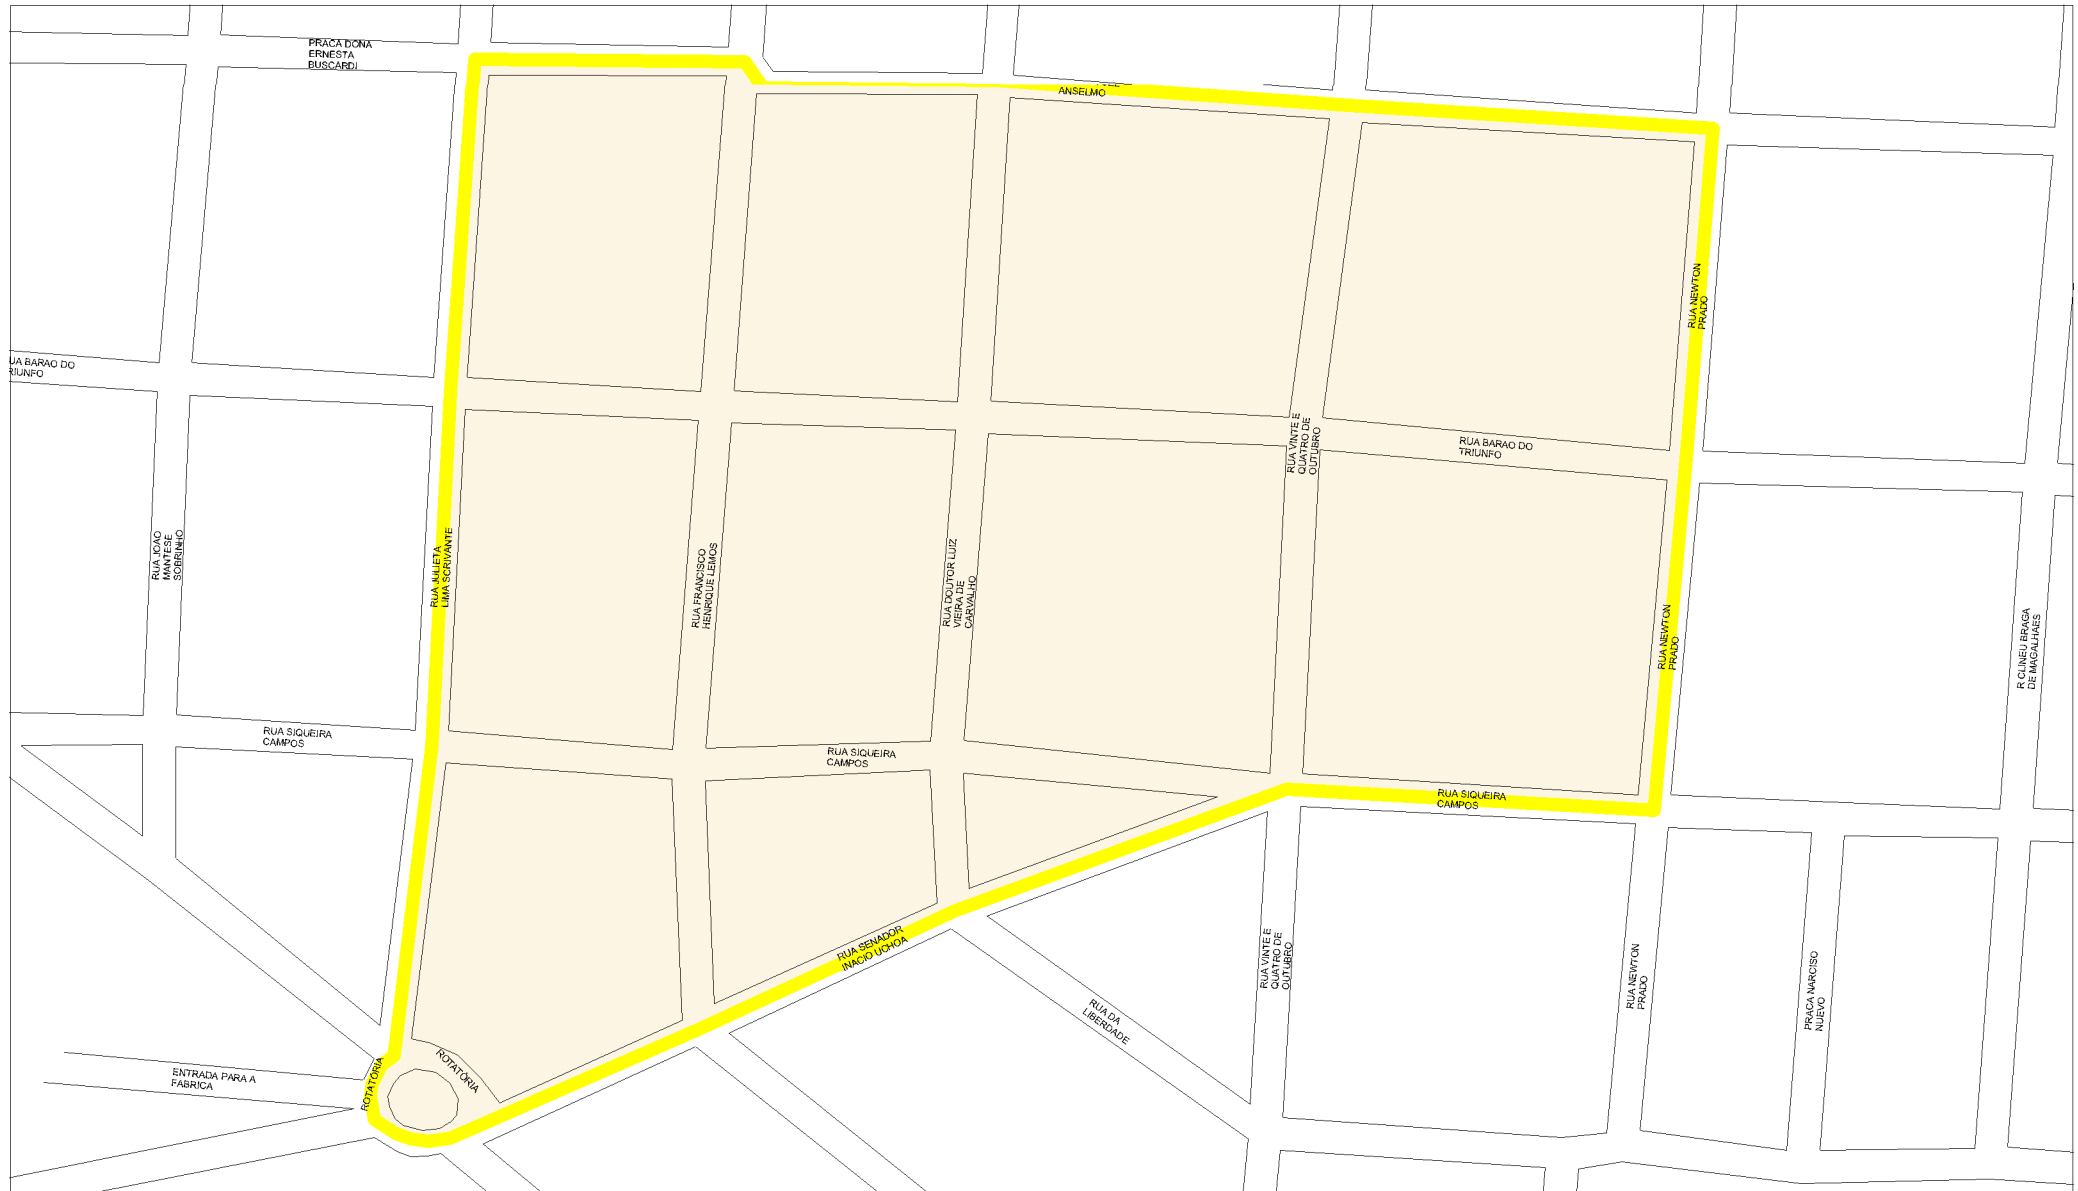 PRACA DONA
ERNESTA
BUSCARDI
ANSELMO
RUA NEWTON
PRADO
UA BARAO DO
RIUNFO
RUA VINTE E
QUATRO DE
OUTUBRO
RUA BARAO DO
TRIUNFO
RUA JOAO
MANTESE
SOBRINHO
RUA JULIETA
LIMA SCRIVANTE
RUA FRANCISCO
HENRIQUE LEMOS
RUA DOUTOR LUIZ
VIEIRA DE
CARVALHO
RUA NEWTON
PRADO
R CLINEU BRAGA
DE MAGALHAES
RUA SIQUEIRA
CAMPOS
RUA SIQUEIRA
CAMPOS
RUA SIQUEIRA
CAMPOS
RUA SENADOR
INACIO UCHOA
RUA VINTE E
QUATRO DE
OUTUBRO
RUA NEWTON
PRADO
PRACA NARCISO
NUEVO
RUA DA
LIBERDADE
ROTATÓRIA
ROTATÓRIA
ENTRADA PARA A
FABRICA